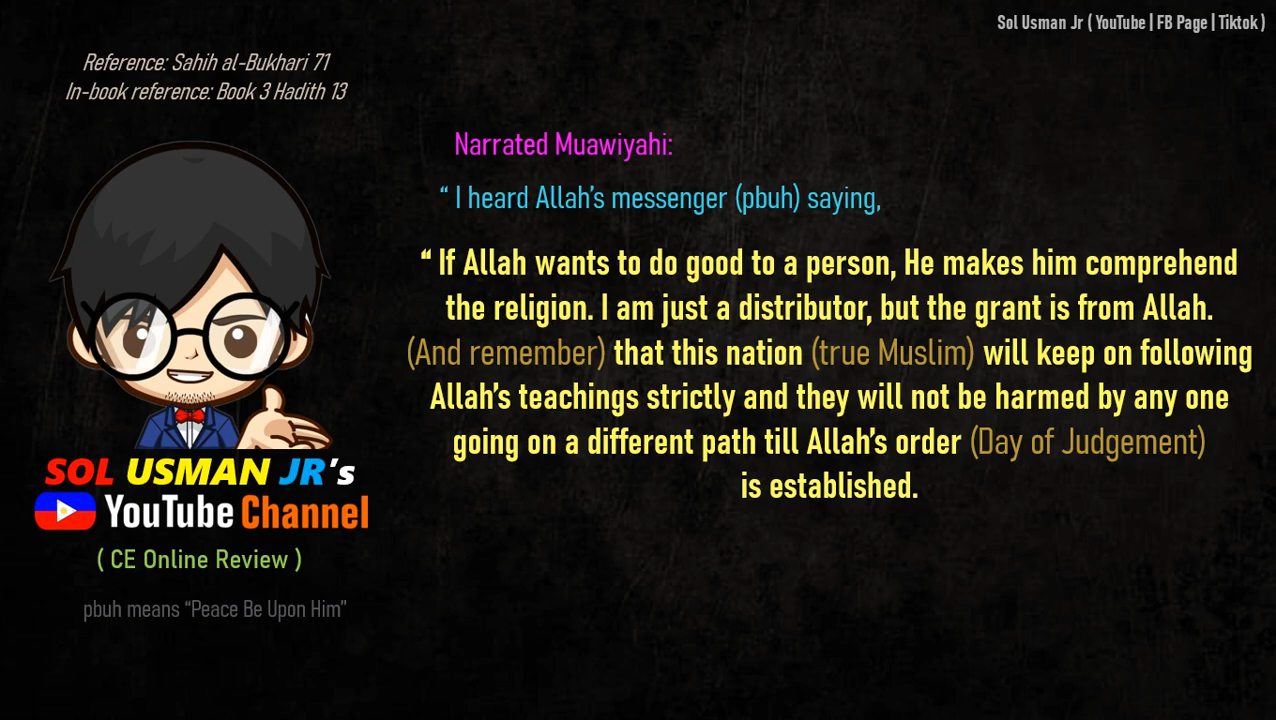 Sol Usman Jr ( YouTube | FB Page | Tiktok )
Reference: Sahih al-Bukhari 71
In-book reference: Book 3 Hadith 13
Narrated Muawiyahi:
“ I heard Allah’s messenger (pbuh) saying,
“ If Allah wants to do good to a person, He makes him comprehend
the religion. I am just a distributor, but the grant is from Allah.
(And remember) that this nation (true Muslim) will keep on following
Allah’s teachings strictly and they will not be harmed by any one
going on a different path till Allah’s order (Day of Judgement)
is established.
SOL USMAN JR’s
YouTube Channel
( CE Online Review )
pbuh means “Peace Be Upon Him”